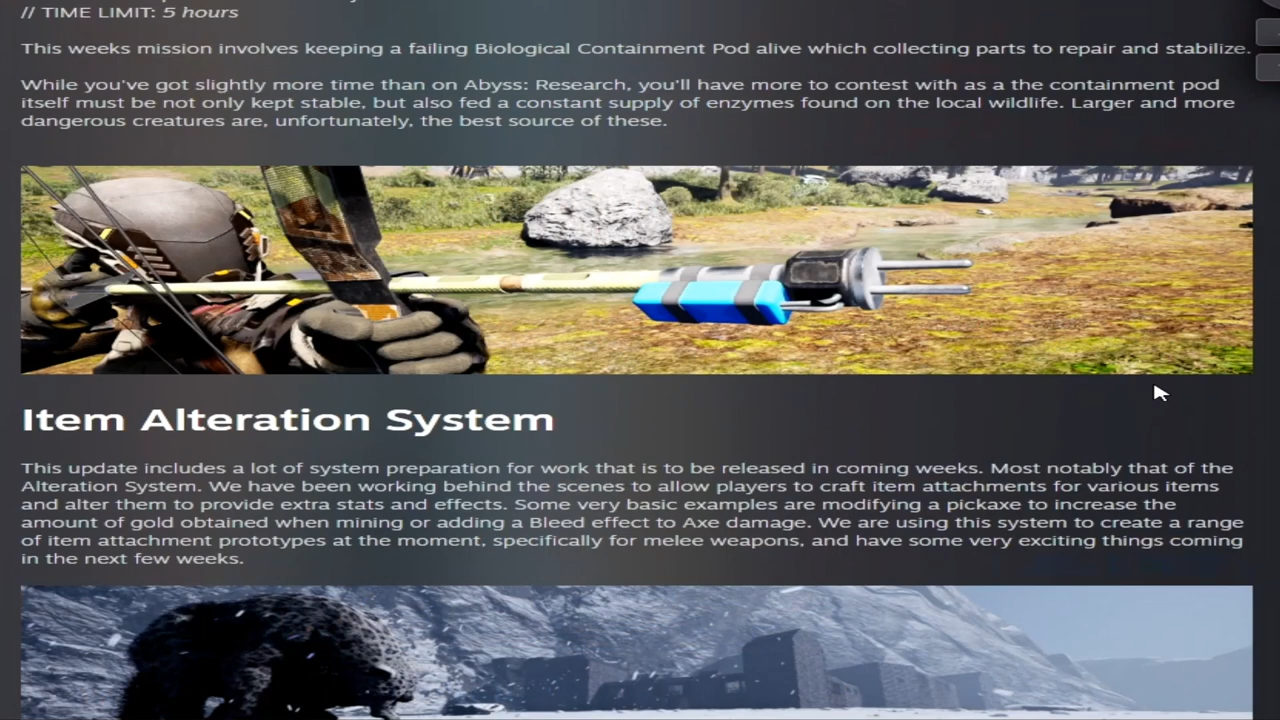 // TIME LIMIT: 5 hours
This weeks mission involves keeping a failing Biological Containment Pod alive which collecting parts to repair and stabilize.
While you've got slightly more time than on Abyss: Research, you'll have more to contest with as a the containment pod
itself must be not only kept stable, but also fed a constant supply of enzymes found on the local wildlife. Larger and more
dangerous creatures are, unfortunately, the best source of these.
Item Alteration System
This update includes a lot of system preparation for work that is to be released in coming weeks. Most notably that of the
Alteration System. We have been working behind the scenes to allow players to craft item attachments for various items
and alter them to provide extra stats and effects. Some very basic examples are modifying a pickaxe to increase the
amount of gold obtained when mining or adding a Bleed effect to Axe damage. We are using this system to create a range
of item attachment prototypes at the moment, specifically for melee weapons, and have some very exciting things coming
in the next few weeks.